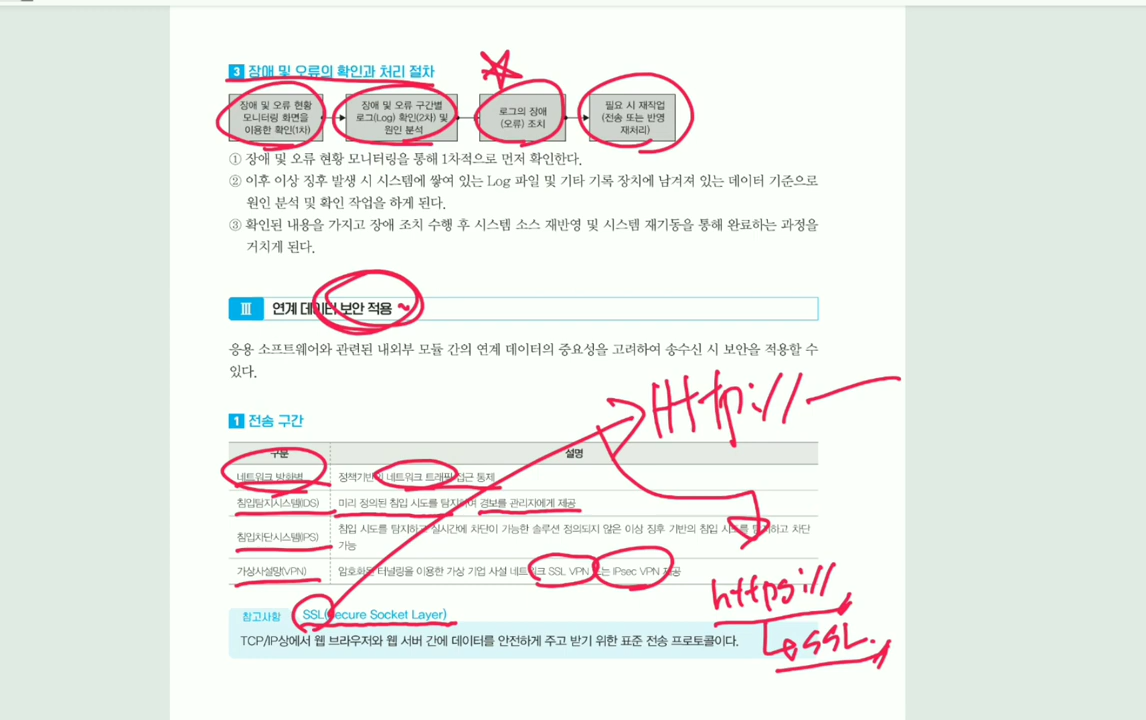 3 장애 및 오류의 확인과 처리 절차
장애 및 오류 현황
모니터링 화면을
이용한 확인(1차)
장애 및 오류 구간별
로그(Log) 확인(2차) 및
원인 분석
로그의 장애
(오류) 조치
필요 시 재작업
(전송 또는 반영
재처리)
① 장애 및 오류 현황 모니터링을 통해 1차적으로 먼저 확인한다.
② 이후 이상 징후 발생 시 시스템에 쌓여 있는 Log 파일 및 기타 기록 장치에 남겨져 있는 데이터 기준으로
원인 분석 및 확인 작업을 하게 된다.
③ 확인된 내용을 가지고 장애 조치 수행 후 시스템 소스 재반영 및 시스템 재기동을 통해 완료하는 과정을
거치게 된다.
Ⅲ 연계 데이터 보안 적용
응용 소프트웨어와 관련된 내외부 모듈 간의 연계 데이터의 중요성을 고려하여 송수신 시 보안을 적용할 수
있다.
Http://
1 전송 구간
구분 설명
네트워크 방화벽 정책기반의 네트워크 트래픽 접근 통제
침입탐지시스템(IDS) 미리 정의된 침입 시도를 탐지하여 경보를 관리자에게 제공
침입차단시스템(IPS) 침입 시도를 탐지하고 실시간에 차단이 가능한 솔루션 정의되지 않은 이상 징후 기반의 침입 시도를 탐지하고 차단
가능
가상사설망(VPN) 암호화된 터널링을 이용한 가상 기업 사설 네트워크 SSL VPN 또는 IPsec VPN 제공
https://
SSL.
참고사항 SSL(Secure Socket Layer)
TCP/IP상에서 웹 브라우저와 웹 서버 간에 데이터를 안전하게 주고 받기 위한 표준 전송 프로토콜이다.